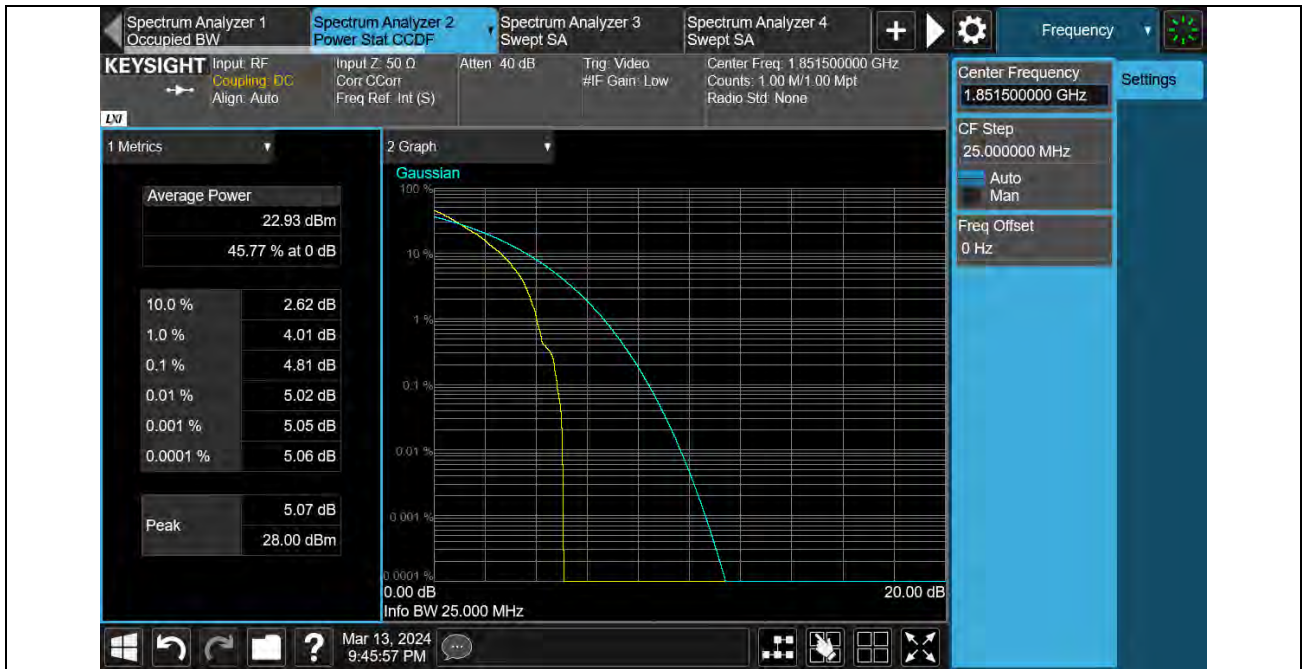 Spectrum Analyzer 1
Occupied BW
Spectrum Analyzer 2
Power Stat CCDF
Spectrum Analyzer 3
Swept SA
Spectrum Analyzer 4
Swept SA
+
Frequency
KEYSIGHT
LXI
Input: RF
Coupling: DC
Align: Auto
Input Z: 50 Ω
Corr CCorr
Freq Ref: Int (S)
Atten: 40 dB
Trig: Video
#IF Gain: Low
Center Freq: 1.851500000 GHz
Counts: 1.00 M/1.00 Mpt
Radio Std: None
Center Frequency
1.851500000 GHz
Settings
CF Step
25.000000 MHz
Auto
Man
Freq Offset
0 Hz
1 Metrics
Average Power
22.93 dBm
45.77 % at 0 dB
10.0 % 2.62 dB
1.0 % 4.01 dB
0.1 % 4.81 dB
0.01 % 5.02 dB
0.001 % 5.05 dB
0.0001 % 5.06 dB
Peak
5.07 dB
28.00 dBm
2 Graph
Gaussian
100 %
10 %
1 %
0.1 %
0.01 %
0.001 %
0.0001 %
0.00 dB
20.00 dB
Info BW 25.000 MHz
?
Mar 13, 2024
9:45:57 PM